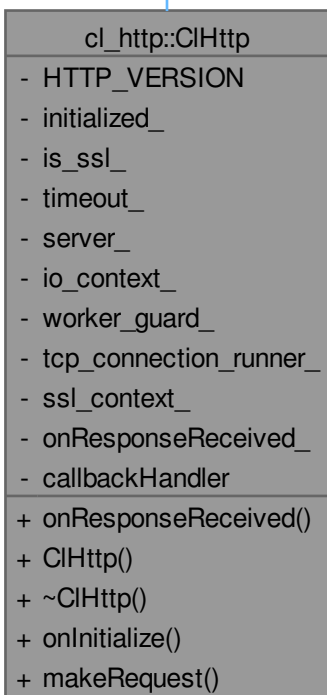 cl_http::ClHttp
- HTTP_VERSION
- initialized_
- is_ssl_
- timeout_
- server_
- io_context_
- worker_guard_
- tcp_connection_runner_
- ssl_context_
- onResponseReceived_
- callbackHandler
+ onResponseReceived()
+ ClHttp()
+ ~ClHttp()
+ onInitialize()
+ makeRequest()